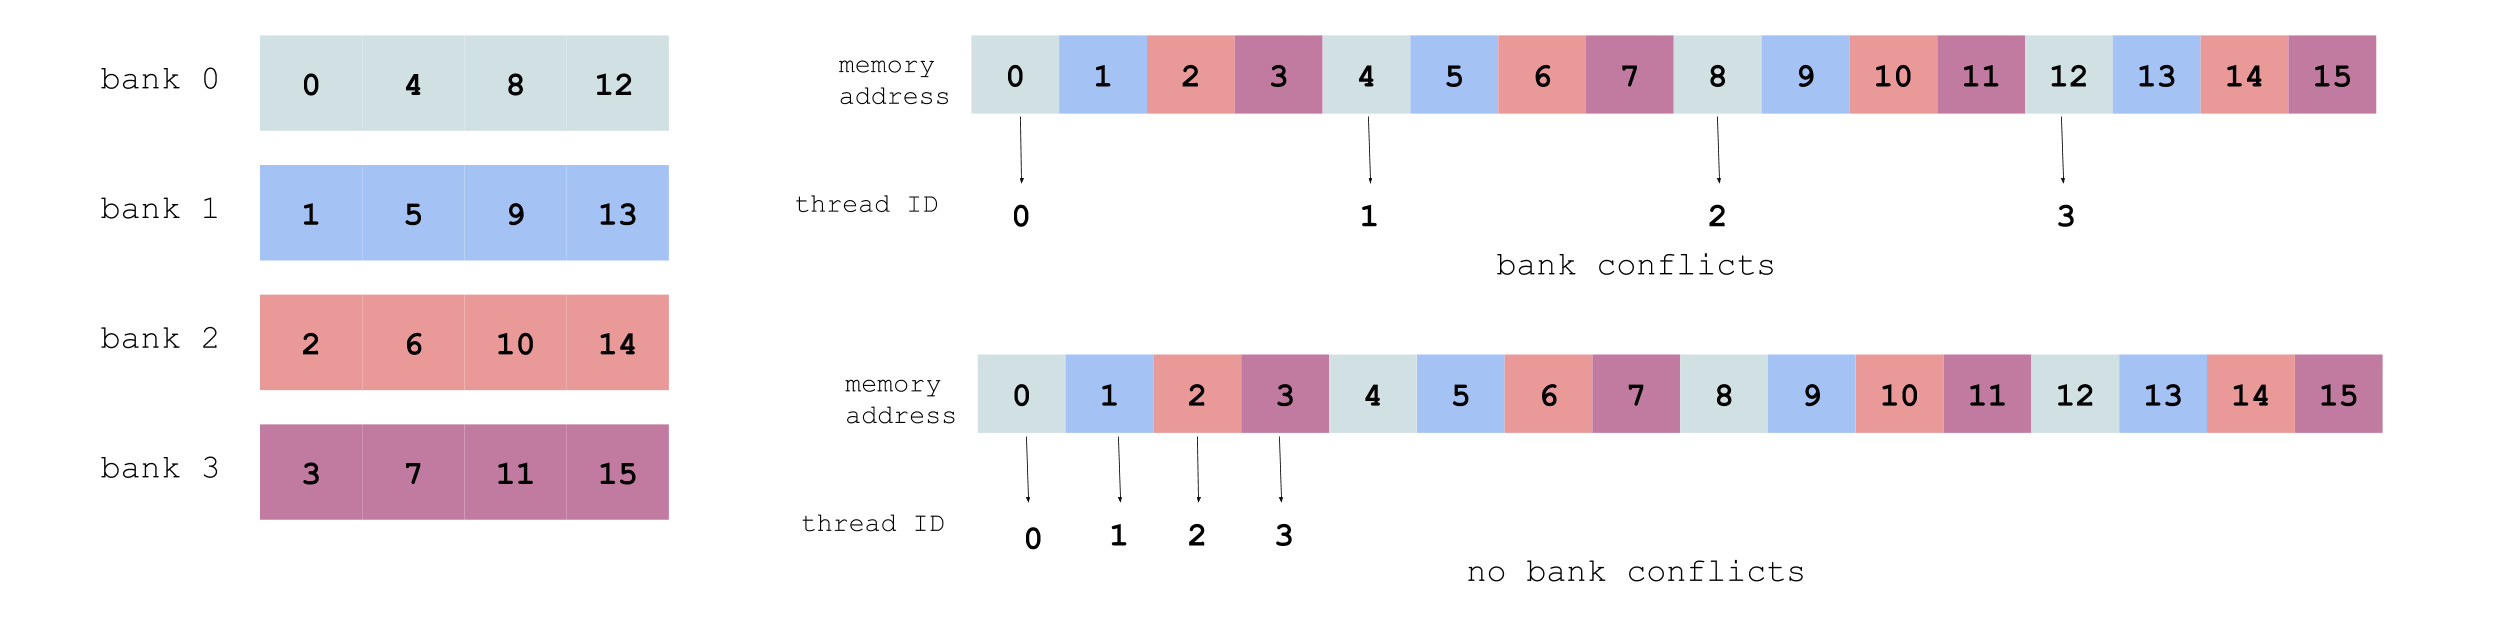 bank 0 0 4 8 12
bank 1 1 5 9 13
bank 2 2 6 10 14
bank 3 3 7 11 15
memory
address
0 1 2 3 4 5 6 7 8 9 10 11 12 13 14 15
thread ID
0 1 2 3
bank conflicts
memory
address
0 1 2 3 4 5 6 7 8 9 10 11 12 13 14 15
thread ID
0 1 2 3
no bank conflicts